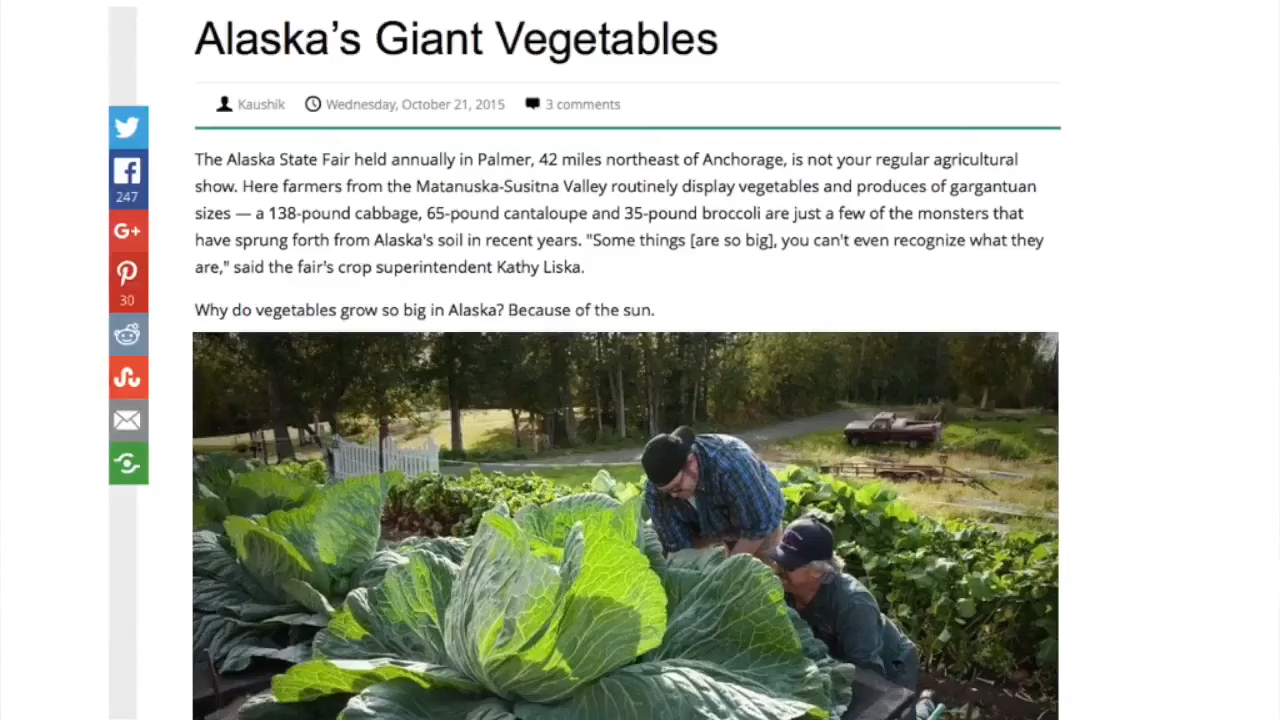 Alaska’s Giant Vegetables
Kaushik Wednesday, October 21, 2015 3 comments
The Alaska State Fair held annually in Palmer, 42 miles northeast of Anchorage, is not your regular agricultural
show. Here farmers from the Matanuska-Susitna Valley routinely display vegetables and produces of gargantuan
sizes — a 138-pound cabbage, 65-pound cantaloupe and 35-pound broccoli are just a few of the monsters that
have sprung forth from Alaska's soil in recent years. "Some things [are so big], you can't even recognize what they
are," said the fair's crop superintendent Kathy Liska.
Why do vegetables grow so big in Alaska? Because of the sun.
247
G+
30